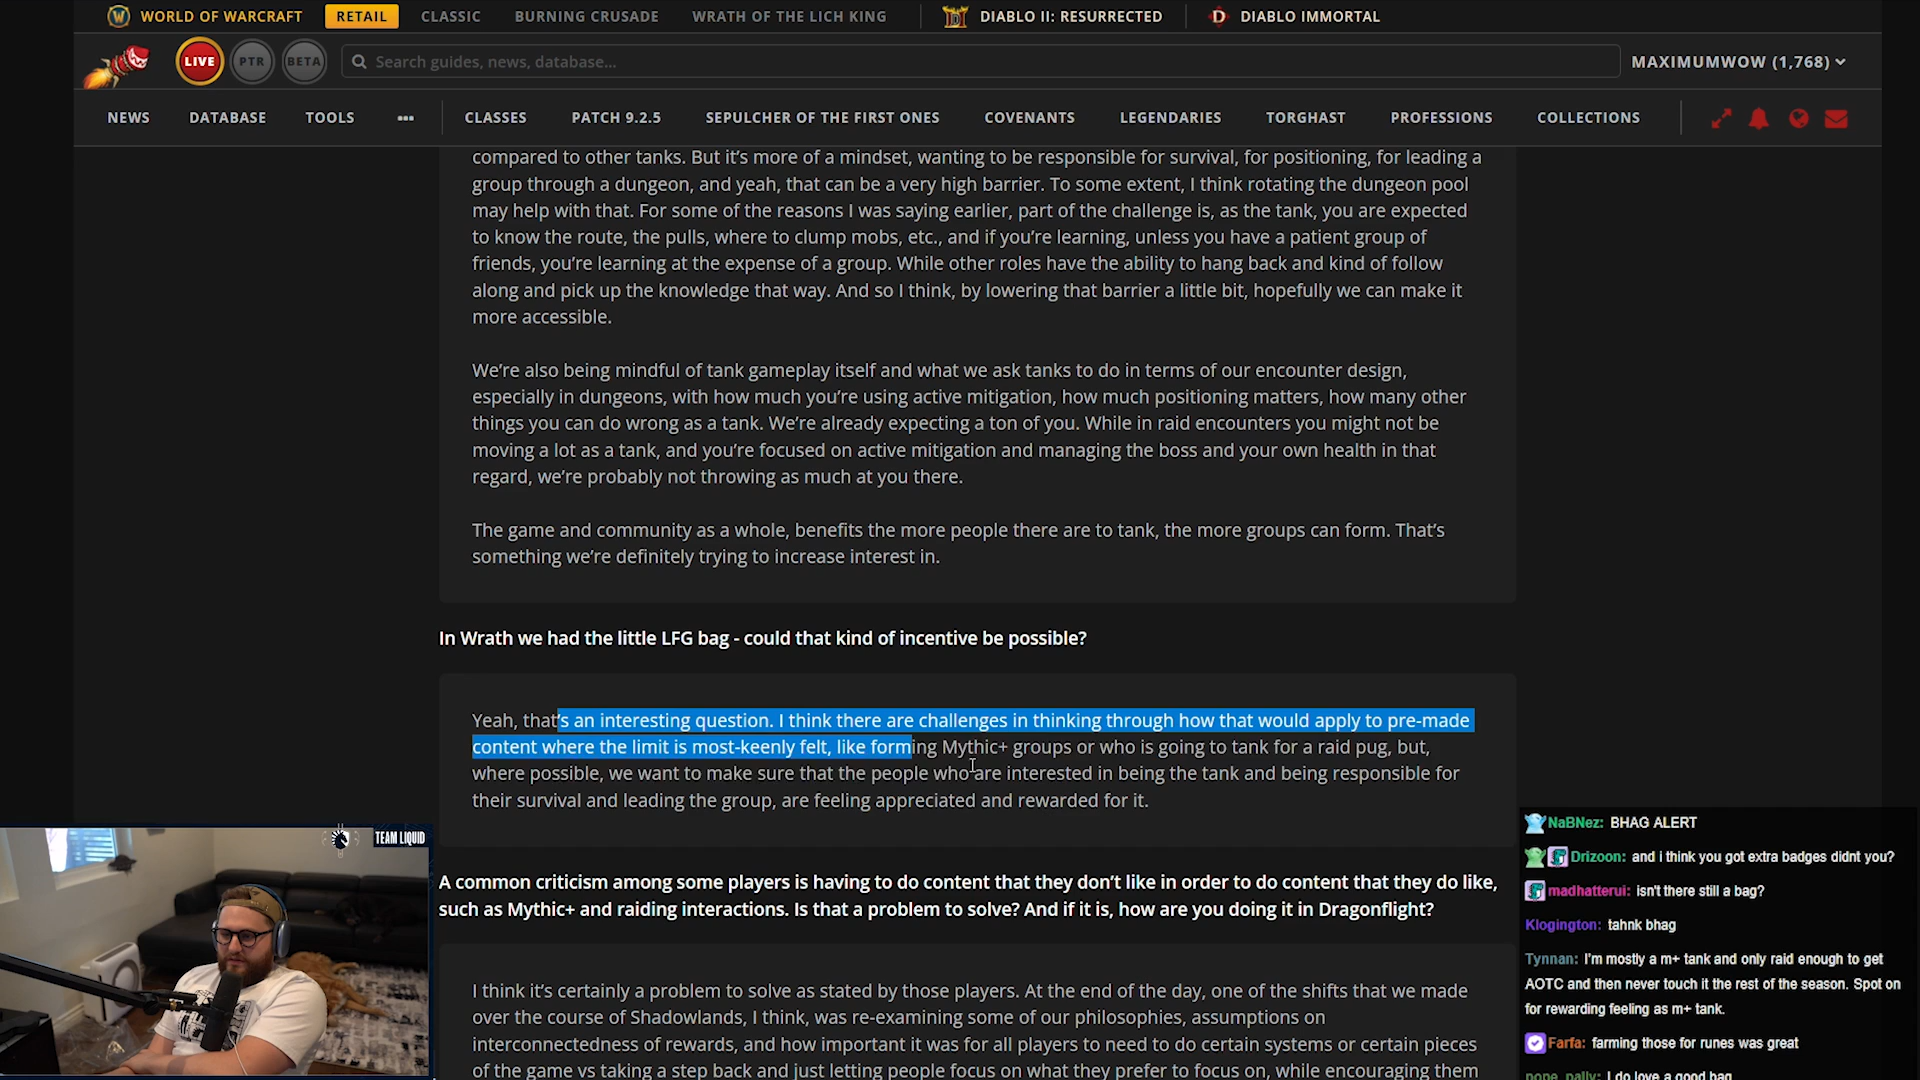 WORLD OF WARCRAFT RETAIL CLASSIC BURNING CRUSADE WRATH OF THE LICH KING DIABLO II: RESURRECTED DIABLO IMMORTAL
LIVE PTR BETA Search guides, news, database... MAXIMUMWOW (1,768)
NEWS DATABASE TOOLS ••• CLASSES PATCH 9.2.5 SEPULCHER OF THE FIRST ONES COVENANTS LEGENDARIES TORGHAST PROFESSIONS COLLECTIONS
compared to other tanks. But it's more of a mindset, wanting to be responsible for survival, for positioning, for leading a
group through a dungeon, and yeah, that can be a very high barrier. To some extent, I think rotating the dungeon pool
may help with that. For some of the reasons I was saying earlier, part of the challenge is, as the tank, you are expected
to know the route, the pulls, where to clump mobs, etc., and if you're learning, unless you have a patient group of
friends, you're learning at the expense of a group. While other roles have the ability to hang back and kind of follow
along and pick up the knowledge that way. And so I think, by lowering that barrier a little bit, hopefully we can make it
more accessible.
We're also being mindful of tank gameplay itself and what we ask tanks to do in terms of our encounter design,
especially in dungeons, with how much you're using active mitigation, how much positioning matters, how many other
things you can do wrong as a tank. We're already expecting a ton of you. While in raid encounters you might not be
moving a lot as a tank, and you're focused on active mitigation and managing the boss and your own health in that
regard, we're probably not throwing as much at you there.
The game and community as a whole, benefits the more people there are to tank, the more groups can form. That's
something we're definitely trying to increase interest in.
In Wrath we had the little LFG bag - could that kind of incentive be possible?
Yeah, that's an interesting question. I think there are challenges in thinking through how that would apply to pre-made
content where the limit is most-keenly felt, like forming Mythic+ groups or who is going to tank for a raid pug, but,
where possible, we want to make sure that the people who are interested in being the tank and being responsible for
their survival and leading the group, are feeling appreciated and rewarded for it.
A common criticism among some players is having to do content that they don't like in order to do content that they do like,
such as Mythic+ and raiding interactions. Is that a problem to solve? And if it is, how are you doing it in Dragonflight?
I think it's certainly a problem to solve as stated by those players. At the end of the day, one of the shifts that we made
over the course of Shadowlands, I think, was re-examining some of our philosophies, assumptions on
interconnectedness of rewards, and how important it was for all players to need to do certain systems or certain pieces
of the game vs taking a step back and just letting people focus on what they prefer to focus on, while encouraging them
TEAM LIQUID
NaBNez: BHAG ALERT
Drizoon: and i think you got extra badges didnt you?
madhatterui: isn't there still a bag?
Klogington: tahnk bhag
Tynnan: I'm mostly a m+ tank and only raid enough to get
AOTC and then never touch it the rest of the season. Spot on
for rewarding feeling as m+ tank.
Farfa: farming those for runes was great
pope_pally: I do love a good bag